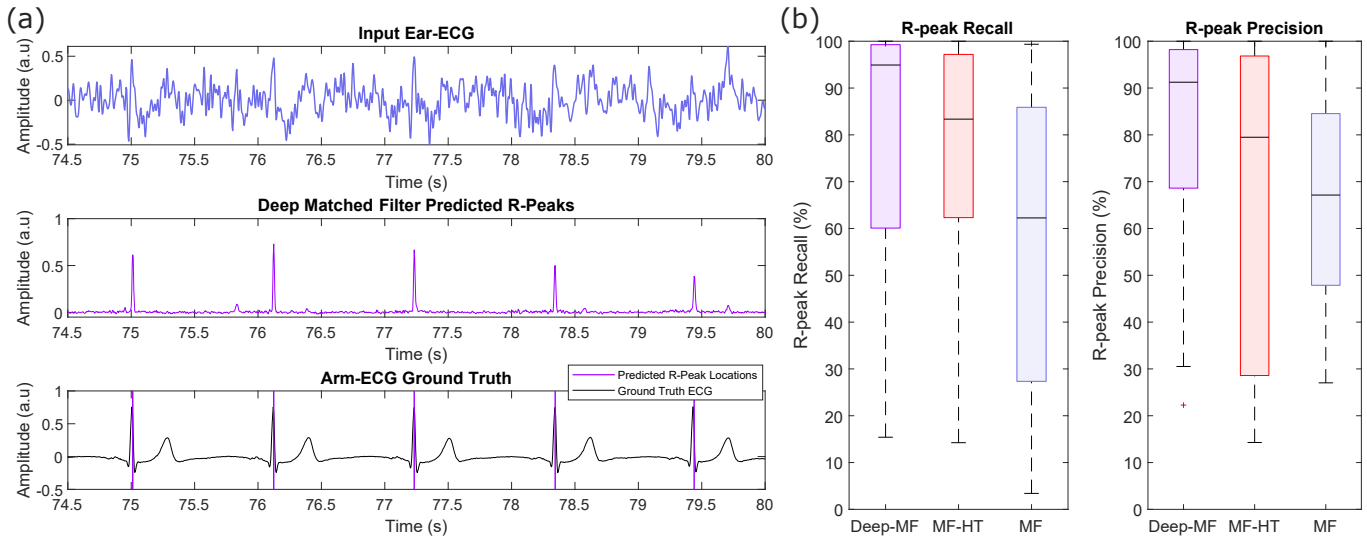 (a)
Input Ear-ECG
Amplitude (a.u)
0.5
0
-0.5
74.5 75 75.5 76 76.5 77 77.5 78 78.5 79 79.5 80
Time (s)
Deep Matched Filter Predicted R-Peaks
Amplitude (a.u)
1
0.5
0
74.5 75 75.5 76 76.5 77 77.5 78 78.5 79 79.5 80
Time (s)
Arm-ECG Ground Truth
Predicted R-Peak Locations
Ground Truth ECG
Amplitude (a.u)
1
0.5
0
-0.5
74.5 75 75.5 76 76.5 77 77.5 78 78.5 79 79.5 80
Time (s)
(b)
R-peak Recall
R-peak Recall (%)
100
90
80
70
60
50
40
30
20
10
0
Deep-MF MF-HT MF
R-peak Precision
R-peak Precision (%)
100
90
80
70
60
50
40
30
20
10
0
Deep-MF MF-HT MF